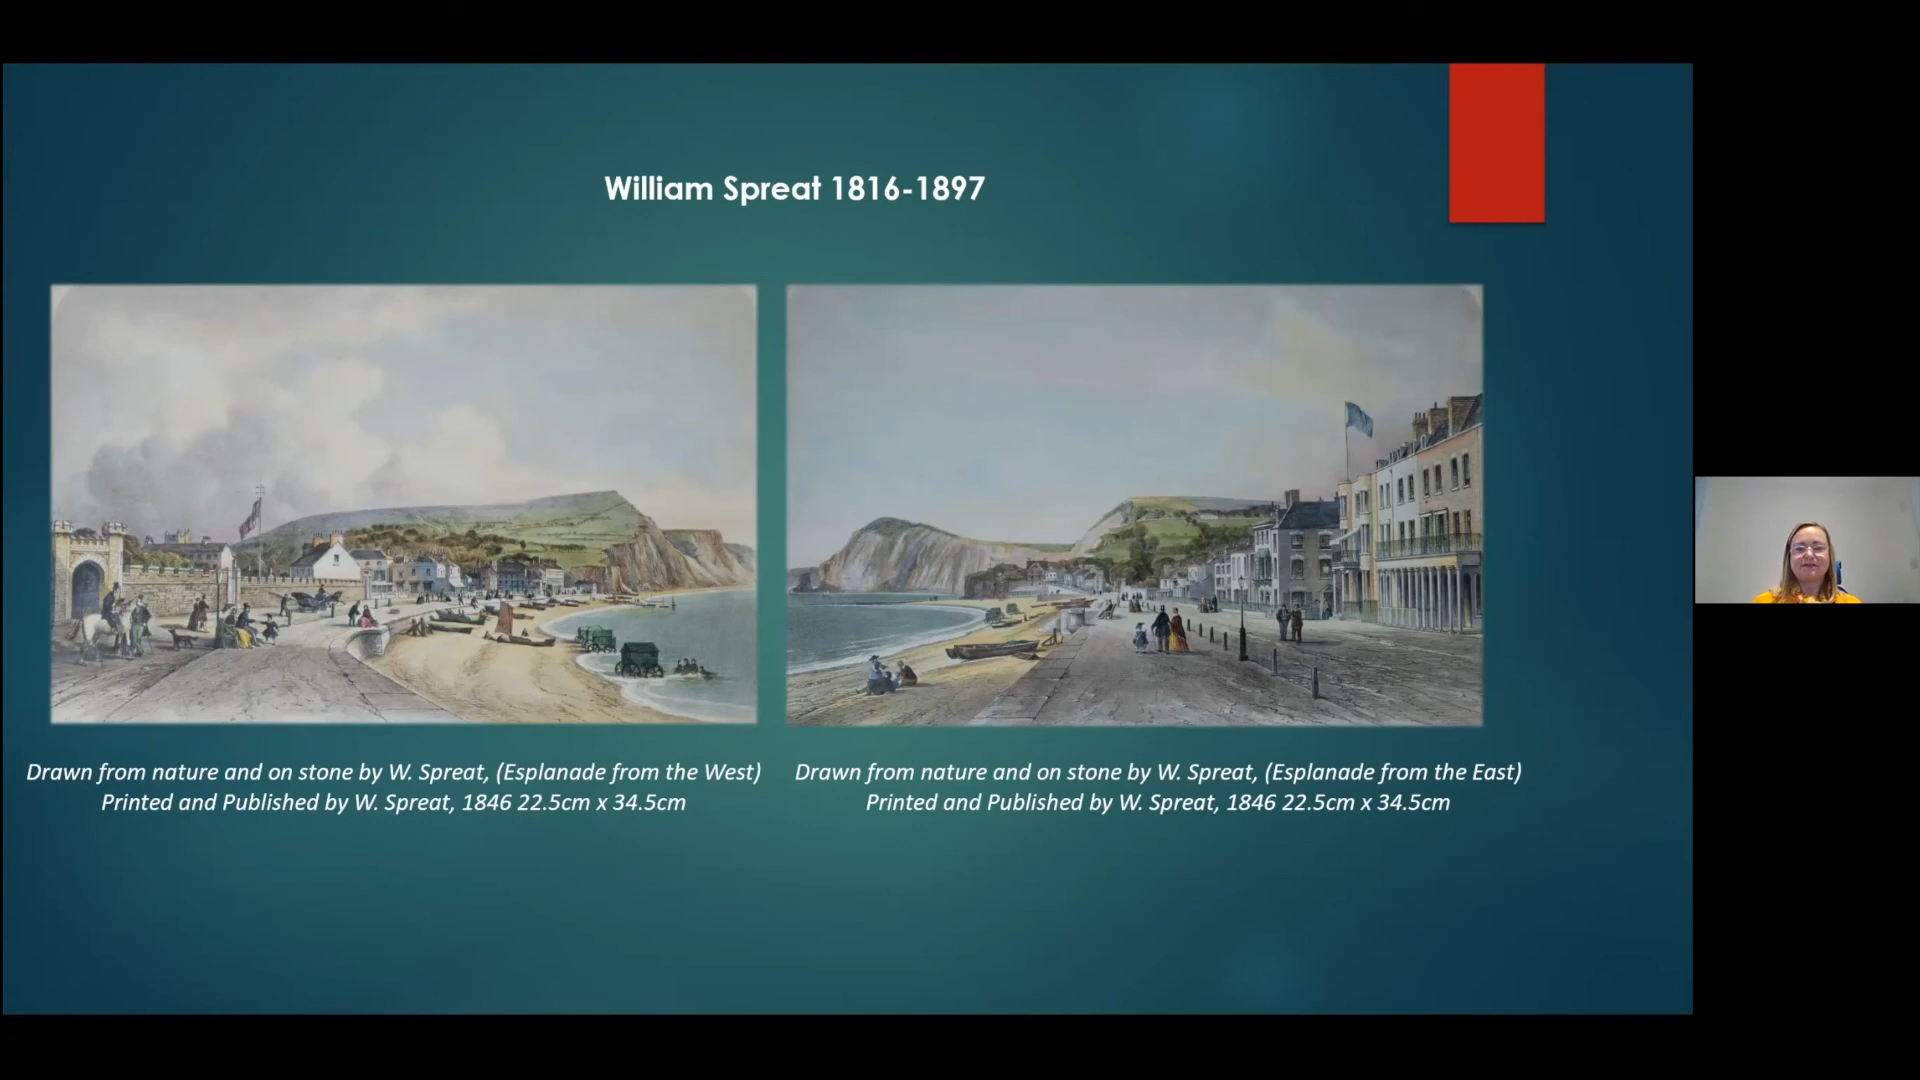 William Spreat 1816-1897
Drawn from nature and on stone by W. Spreat, (Esplanade from the West)
Printed and Published by W. Spreat, 1846 22.5cm x 34.5cm
Drawn from nature and on stone by W. Spreat, (Esplanade from the East)
Printed and Published by W. Spreat, 1846 22.5cm x 34.5cm